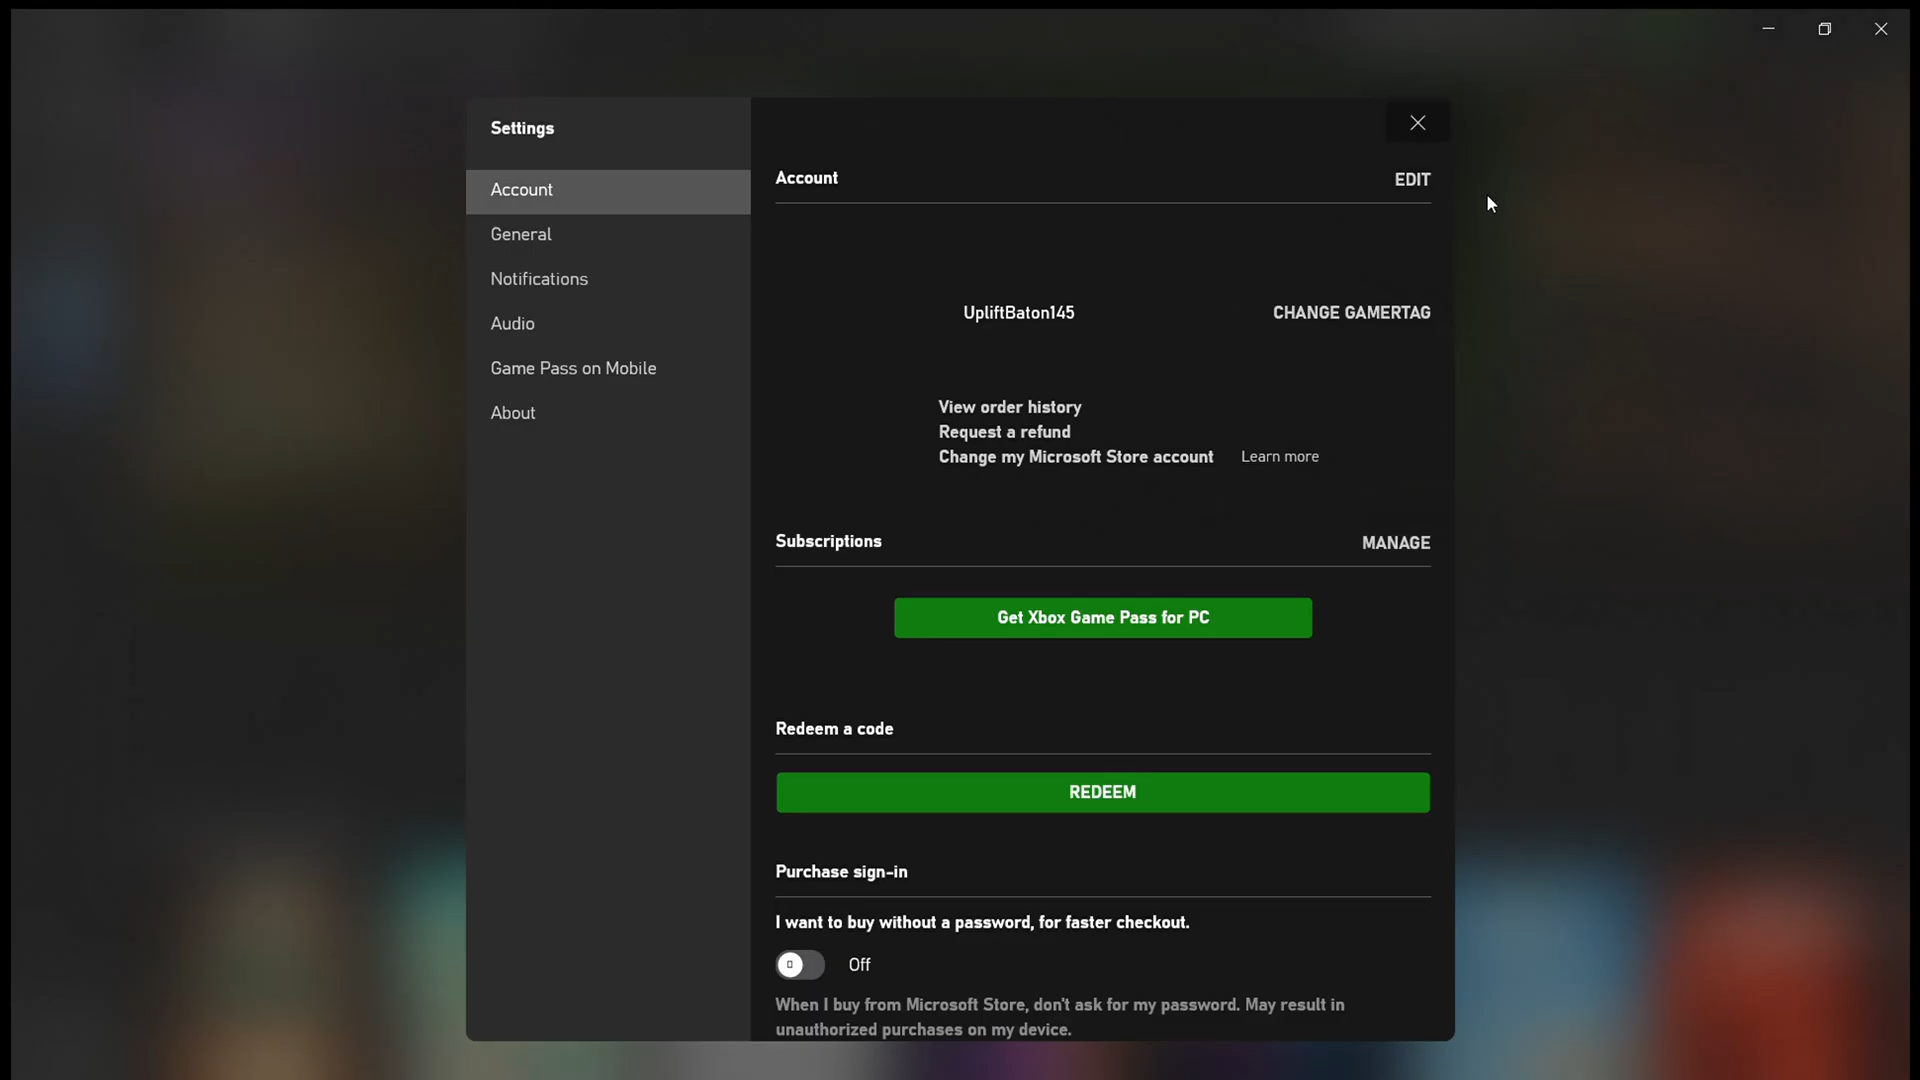 Settings
Account
General
Notifications
Audio
Game Pass on Mobile
About
Account
EDIT
UpliftBaton145
CHANGE GAMERTAG
View order history
Request a refund
Change my Microsoft Store account Learn more
Subscriptions
MANAGE
Get Xbox Game Pass for PC
Redeem a code
REDEEM
Purchase sign-in
I want to buy without a password, for faster checkout.
Off
When I buy from Microsoft Store, don't ask for my password. May result in
unauthorized purchases on my device.